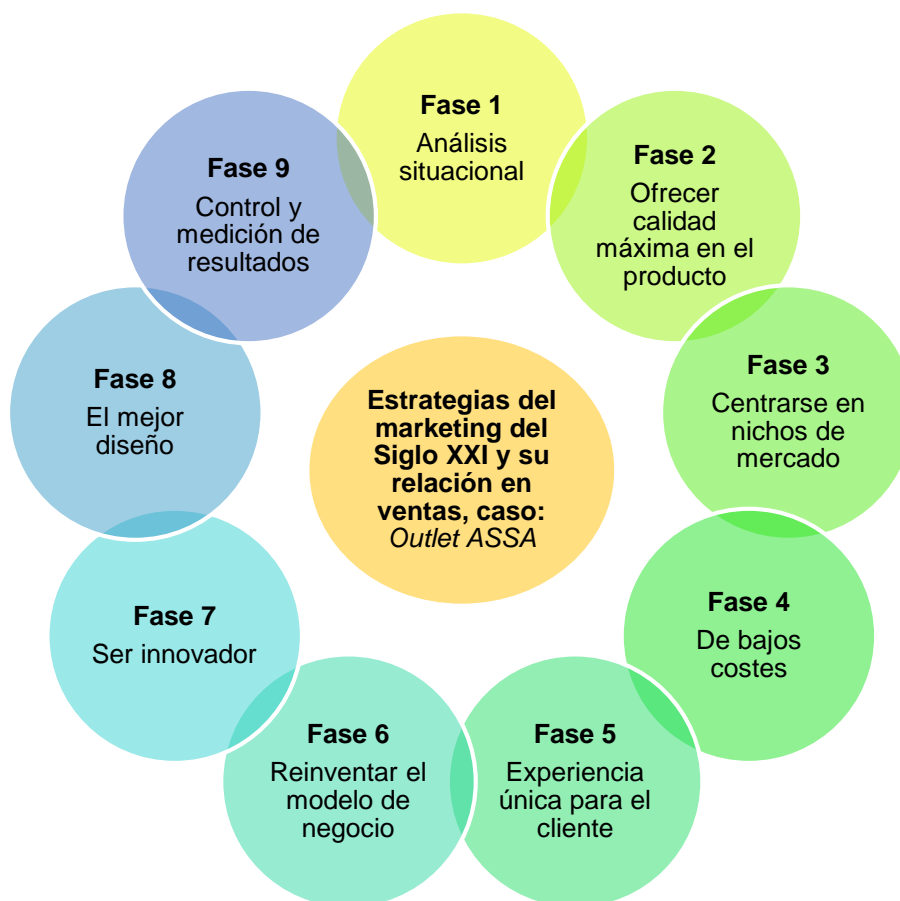 Fase 1
Análisis
situacional
Fase 2
Ofrecer
calidad
máxima en el
producto
Fase 3
Centrarse en
nichos de
mercado
Fase 4
De bajos
costes
Fase 5
Experiencia
única para el
cliente
Fase 6
Reinventar el
modelo de
negocio
Fase 7
Ser innovador
Fase 8
El mejor
diseño
Fase 9
Control y
medición de
resultados
Estrategias del
marketing del
Siglo XXI y su
relación en
ventas, caso:
Outlet ASSA